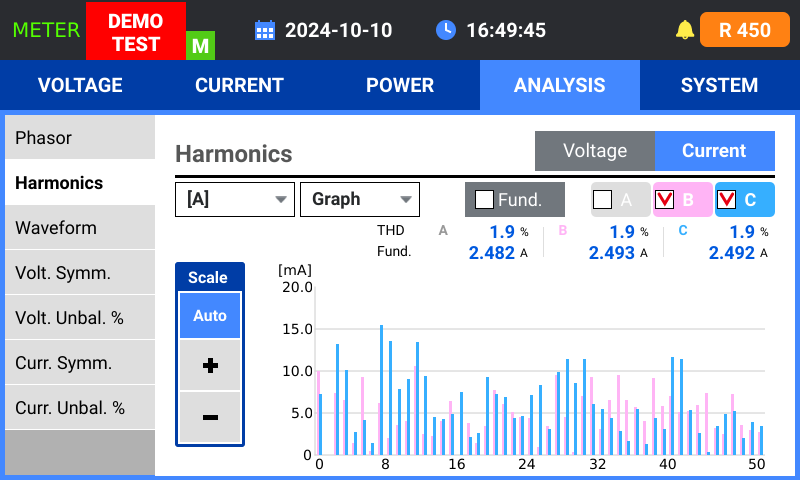 METER
DEMO
TEST
M
2024-10-10
16:49:45
R 450
VOLTAGE
CURRENT
POWER
ANALYSIS
SYSTEM
Phasor
Harmonics
Waveform
Volt. Symm.
Volt. Unbal. %
Curr. Symm.
Curr. Unbal. %
Harmonics
Voltage
Current
[A]
Graph
Fund.
A
B
C
THD A 1.9 % B 1.9 % C 1.9 %
Fund. 2.482 A 2.493 A 2.492 A
Scale
Auto
+
−
[mA]
20.0
15.0
10.0
5.0
0
0 8 16 24 32 40 50